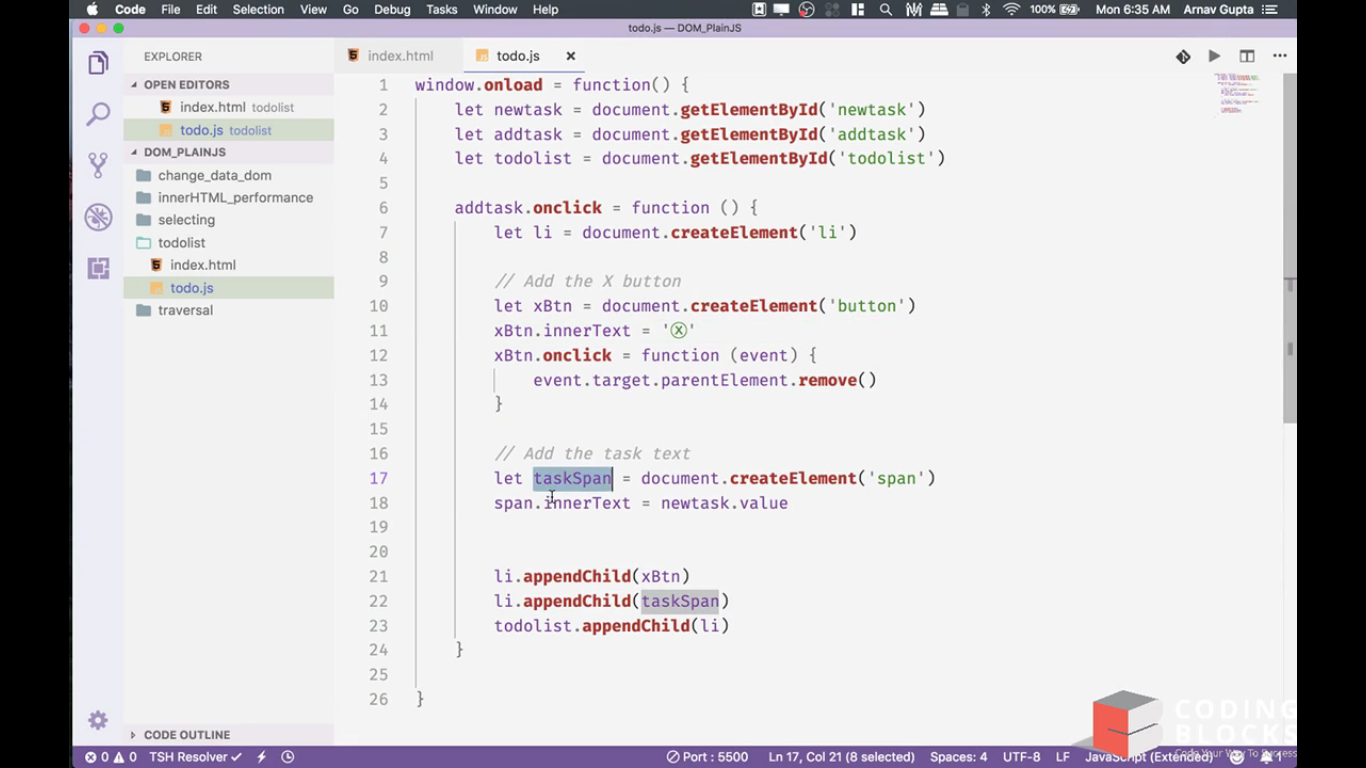 Code File Edit Selection View Go Debug Tasks Window Help 100% Mon 6:35 AM Arnav Gupta
todo.js — DOM_PlainJS
EXPLORER
OPEN EDITORS
index.html todolist
todo.js todolist
DOM_PLAINJS
change_data_dom
innerHTML_performance
selecting
todolist
index.html
todo.js
traversal
CODE OUTLINE
index.html todo.js
1 window.onload = function() {
2 let newtask = document.getElementById('newtask')
3 let addtask = document.getElementById('addtask')
4 let todolist = document.getElementById('todolist')
5
6 addtask.onclick = function () {
7 let li = document.createElement('li')
8
9 // Add the X button
10 let xBtn = document.createElement('button')
11 xBtn.innerText = 'ⓧ'
12 xBtn.onclick = function (event) {
13 event.target.parentElement.remove()
14 }
15
16 // Add the task text
17 let taskSpan = document.createElement('span')
18 span.innerText = newtask.value
19
20
21 li.appendChild(xBtn)
22 li.appendChild(taskSpan)
23 todolist.appendChild(li)
24 }
25
26 }
CODING
BLOCKS
Code Your Way To Success
0 0 TSH Resolver ✓ Port : 5500 Ln 17, Col 21 (8 selected) Spaces: 4 UTF-8 LF JavaScript (Extended)